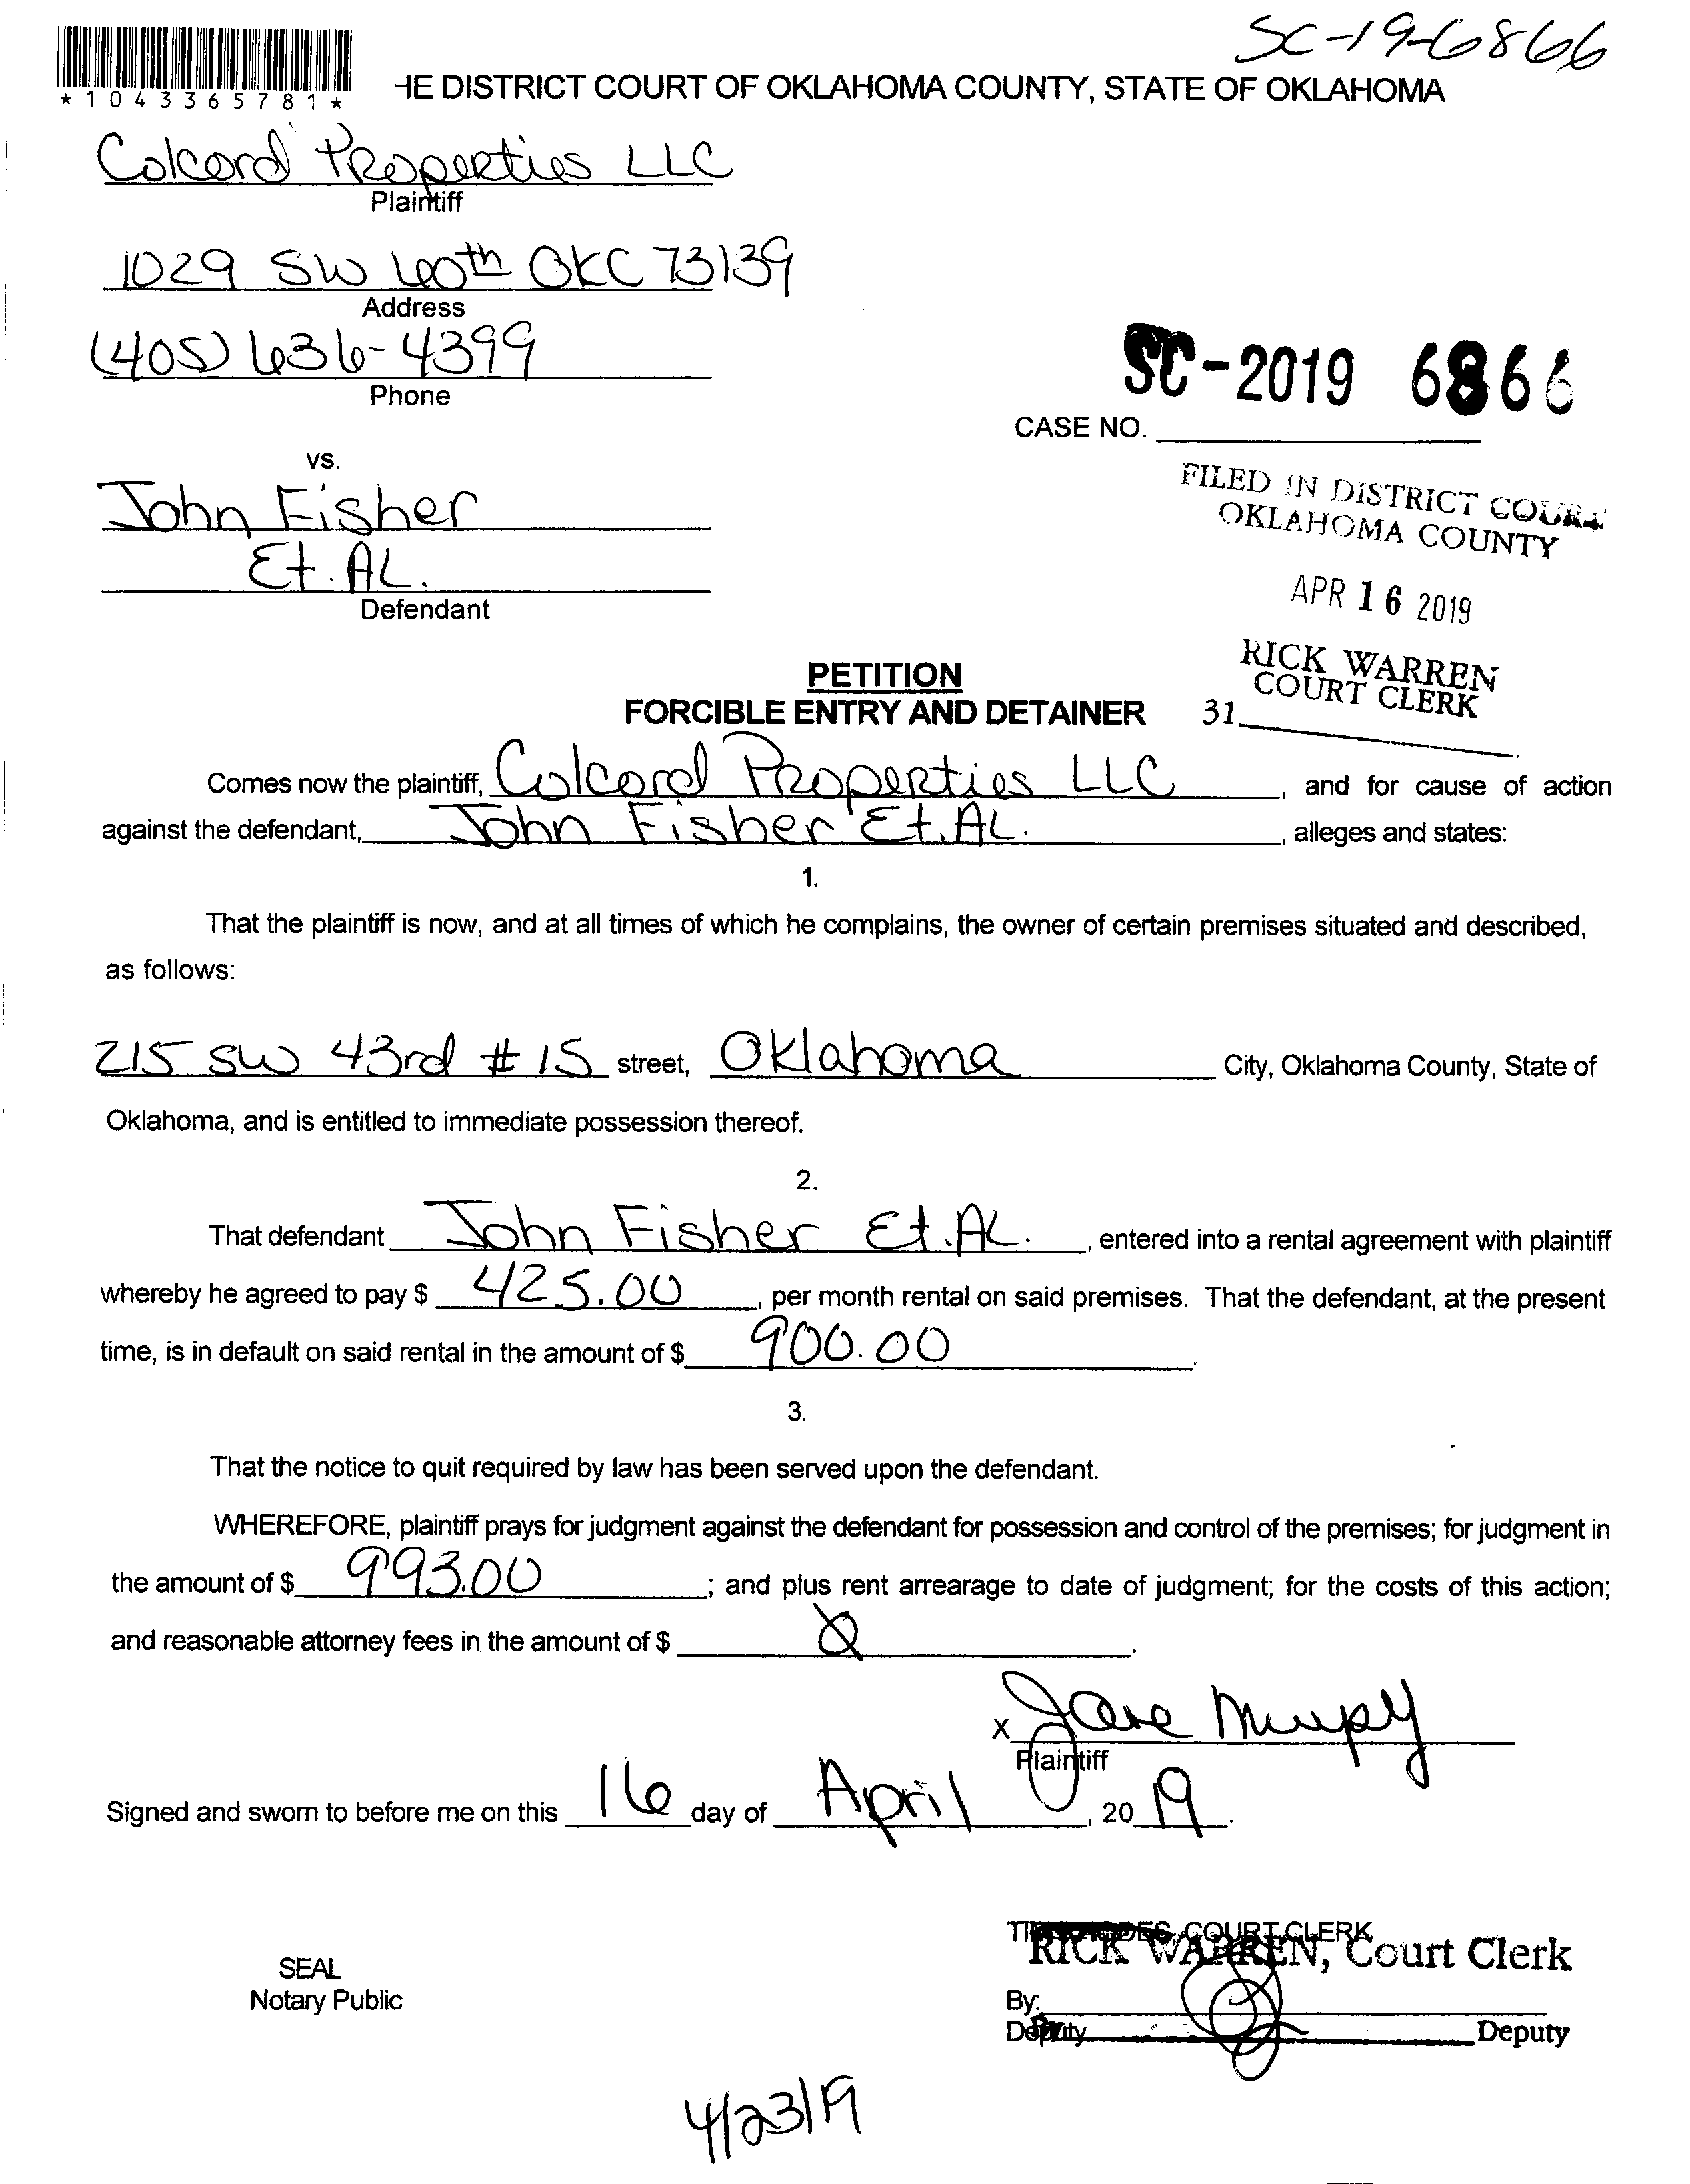 SC-19-6866
*1043365781*
HE DISTRICT COURT OF OKLAHOMA COUNTY, STATE OF OKLAHOMA
Colcord Properties LLC
Plaintiff
1029 SW 60th OKC 73139
Address
(405) 636-4399
Phone
SC-2019 6866
CASE NO.
vs.
FILED IN DISTRICT COURT
OKLAHOMA COUNTY
John Fisher
Et. AL.
Defendant
APR 16 2019
RICK WARREN
COURT CLERK
31
PETITION
FORCIBLE ENTRY AND DETAINER
Comes now the plaintiff, Colcord Properties LLC, and for cause of action
against the defendant, John Fisher Et. AL., alleges and states:
1.
That the plaintiff is now, and at all times of which he complains, the owner of certain premises situated and described,
as follows:
215 SW 43rd # 15 street, Oklahoma City, Oklahoma County, State of
Oklahoma, and is entitled to immediate possession thereof.
2.
That defendant John Fisher Et. AL., entered into a rental agreement with plaintiff
whereby he agreed to pay $ 425.00, per month rental on said premises. That the defendant, at the present
time, is in default on said rental in the amount of $ 900.00.
3.
That the notice to quit required by law has been served upon the defendant.
WHEREFORE, plaintiff prays for judgment against the defendant for possession and control of the premises; for judgment in
the amount of $ 993.00; and plus rent arrearage to date of judgment; for the costs of this action;
and reasonable attorney fees in the amount of $ 0.
X Jane Murpy
Plaintiff
Signed and sworn to before me on this 16 day of April, 2019.
COURT CLERK
RICK WARREN, Court Clerk
SEAL
Notary Public
By:
Deputy
By
Deputy
4/23/19